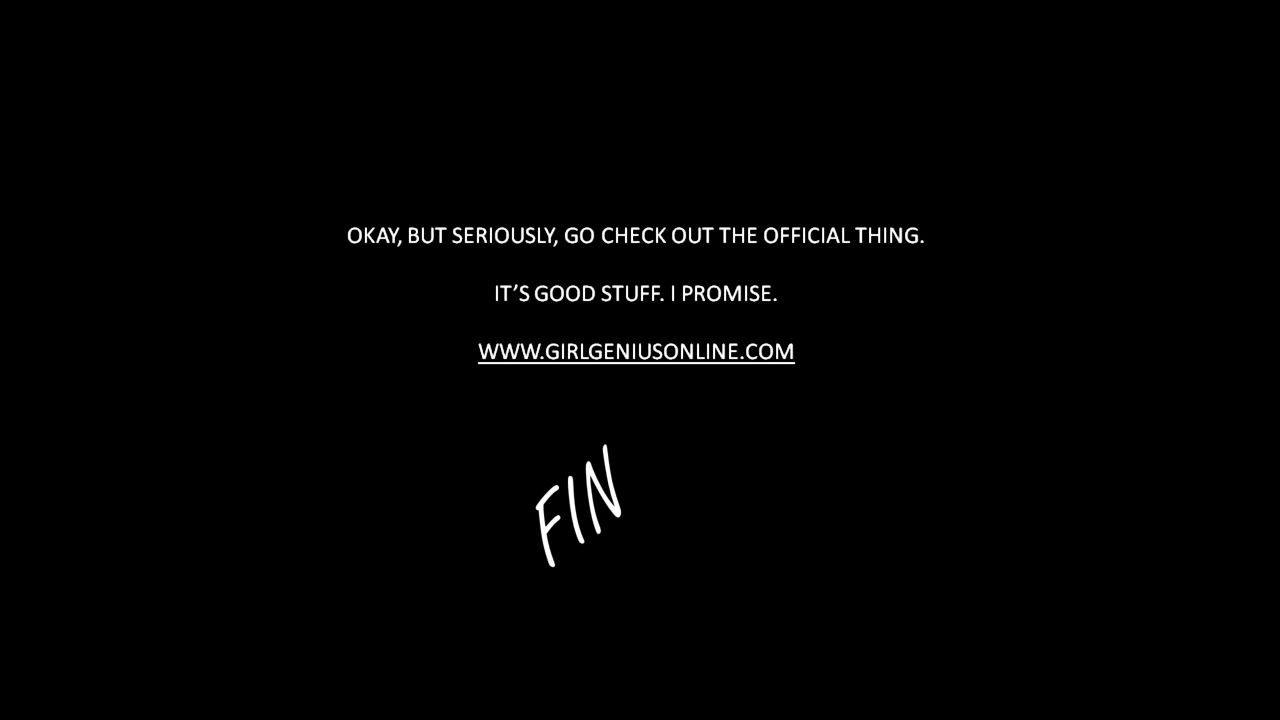 OKAY, BUT SERIOUSLY, GO CHECK OUT THE OFFICIAL THING.
IT’S GOOD STUFF. I PROMISE.
WWW.GIRLGENIUSONLINE.COM
FIN